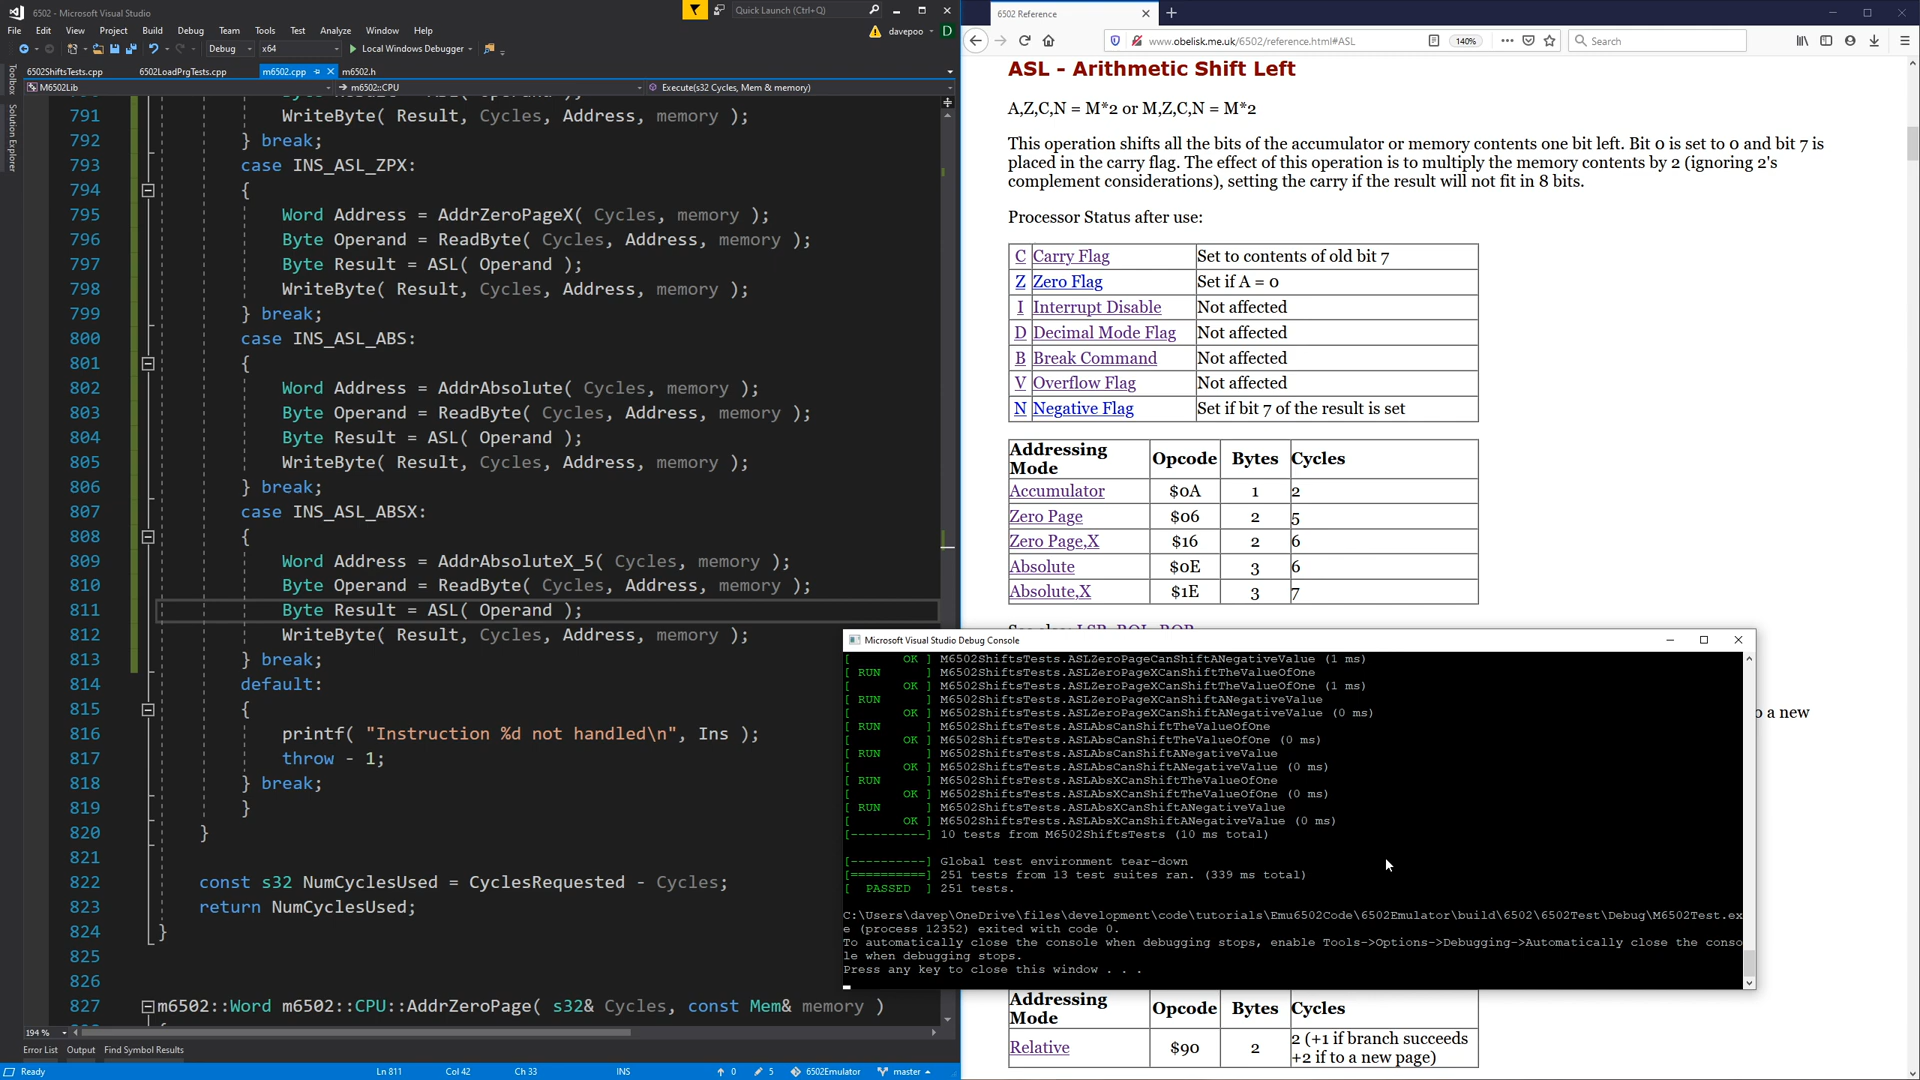 6502 - Microsoft Visual Studio
Quick Launch (Ctrl+Q)
File Edit View Project Build Debug Team Tools Test Analyze Window Help
davepoo D
Debug x64 Local Windows Debugger
6502ShiftsTests.cpp 6502LoadPrgTests.cpp m6502.cpp m6502.h
M6502Lib m6502::CPU Execute(s32 Cycles, Mem & memory)
Toolbox
Solution Explorer
791 WriteByte( Result, Cycles, Address, memory );
792 } break;
793 case INS_ASL_ZPX:
794 {
795 Word Address = AddrZeroPageX( Cycles, memory );
796 Byte Operand = ReadByte( Cycles, Address, memory );
797 Byte Result = ASL( Operand );
798 WriteByte( Result, Cycles, Address, memory );
799 } break;
800 case INS_ASL_ABS:
801 {
802 Word Address = AddrAbsolute( Cycles, memory );
803 Byte Operand = ReadByte( Cycles, Address, memory );
804 Byte Result = ASL( Operand );
805 WriteByte( Result, Cycles, Address, memory );
806 } break;
807 case INS_ASL_ABSX:
808 {
809 Word Address = AddrAbsoluteX_5( Cycles, memory );
810 Byte Operand = ReadByte( Cycles, Address, memory );
811 Byte Result = ASL( Operand );
812 WriteByte( Result, Cycles, Address, memory );
813 } break;
814 default:
815 {
816 printf( "Instruction %d not handled\n", Ins );
817 throw - 1;
818 } break;
819 }
820 }
821
822 const s32 NumCyclesUsed = CyclesRequested - Cycles;
823 return NumCyclesUsed;
824 }
825
826
827 m6502::Word m6502::CPU::AddrZeroPage( s32& Cycles, const Mem& memory )
194 %
Error List Output Find Symbol Results
Ready Ln 811 Col 42 Ch 33 INS 0 5 6502Emulator master
6502 Reference
www.obelisk.me.uk/6502/reference.html#ASL 140% Search
ASL - Arithmetic Shift Left
A,Z,C,N = M*2 or M,Z,C,N = M*2
This operation shifts all the bits of the accumulator or memory contents one bit left. Bit 0 is set to 0 and bit 7 is
placed in the carry flag. The effect of this operation is to multiply the memory contents by 2 (ignoring 2's
complement considerations), setting the carry if the result will not fit in 8 bits.
Processor Status after use:
C Carry Flag Set to contents of old bit 7
Z Zero Flag Set if A = 0
I Interrupt Disable Not affected
D Decimal Mode Flag Not affected
B Break Command Not affected
V Overflow Flag Not affected
N Negative Flag Set if bit 7 of the result is set
Addressing Mode Opcode Bytes Cycles
Accumulator $0A 1 2
Zero Page $06 2 5
Zero Page,X $16 2 6
Absolute $0E 3 6
Absolute,X $1E 3 7
Microsoft Visual Studio Debug Console
[ OK ] M6502ShiftsTests.ASLZeroPageCanShiftANegativeValue (1 ms)
[ RUN ] M6502ShiftsTests.ASLZeroPageXCanShiftTheValueOfOne
[ OK ] M6502ShiftsTests.ASLZeroPageXCanShiftTheValueOfOne (1 ms)
[ RUN ] M6502ShiftsTests.ASLZeroPageXCanShiftANegativeValue
[ OK ] M6502ShiftsTests.ASLZeroPageXCanShiftANegativeValue (0 ms)
[ RUN ] M6502ShiftsTests.ASLAbsCanShiftTheValueOfOne
[ OK ] M6502ShiftsTests.ASLAbsCanShiftTheValueOfOne (0 ms)
[ RUN ] M6502ShiftsTests.ASLAbsCanShiftANegativeValue
[ OK ] M6502ShiftsTests.ASLAbsCanShiftANegativeValue (0 ms)
[ RUN ] M6502ShiftsTests.ASLAbsXCanShiftTheValueOfOne
[ OK ] M6502ShiftsTests.ASLAbsXCanShiftTheValueOfOne (0 ms)
[ RUN ] M6502ShiftsTests.ASLAbsXCanShiftANegativeValue
[ OK ] M6502ShiftsTests.ASLAbsXCanShiftANegativeValue (0 ms)
[----------] 10 tests from M6502ShiftsTests (10 ms total)
[----------] Global test environment tear-down
[==========] 251 tests from 13 test suites ran. (339 ms total)
[ PASSED ] 251 tests.
C:\Users\davep\OneDrive\files\development\code\tutorials\Emu6502Code\6502Emulator\build\6502\6502Test\Debug\M6502Test.ex
e (process 12352) exited with code 0.
To automatically close the console when debugging stops, enable Tools->Options->Debugging->Automatically close the conso
le when debugging stops.
Press any key to close this window . . .
o a new
Addressing Mode Opcode Bytes Cycles
Relative $90 2 2 (+1 if branch succeeds
+2 if to a new page)